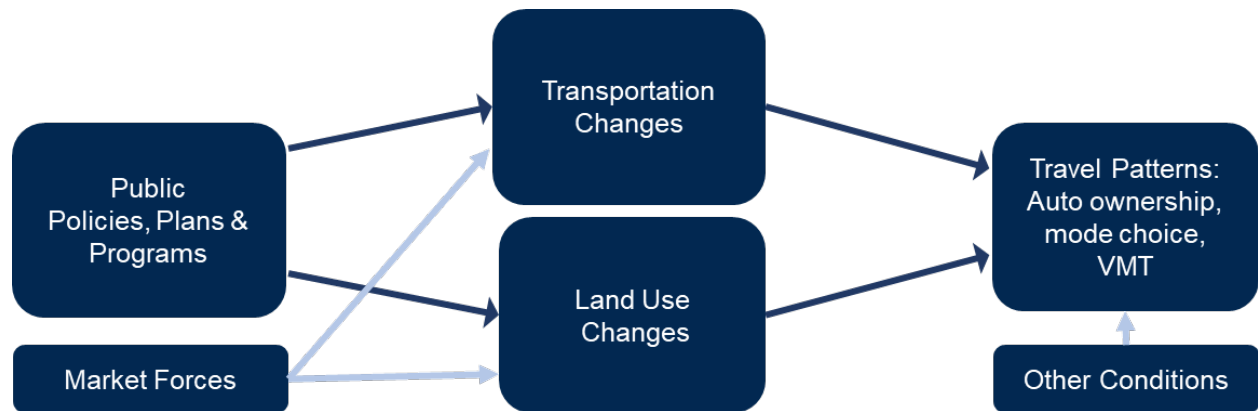 Public
Policies, Plans &
Programs
Market Forces
Transportation
Changes
Land Use
Changes
Travel Patterns:
Auto ownership,
mode choice,
VMT
Other Conditions